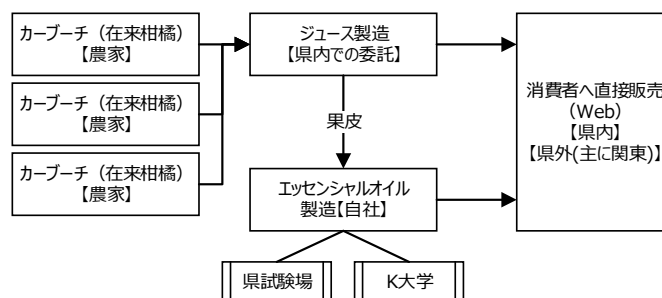 カーブーチ（在来柑橘）
【農家】
カーブーチ（在来柑橘）
【農家】
カーブーチ（在来柑橘）
【農家】
ジュース製造
【県内での委託】
果皮
エッセンシャルオイル
製造【自社】
県試験場
K大学
消費者へ直接販売
（Web）
【県内】
【県外(主に関東)】